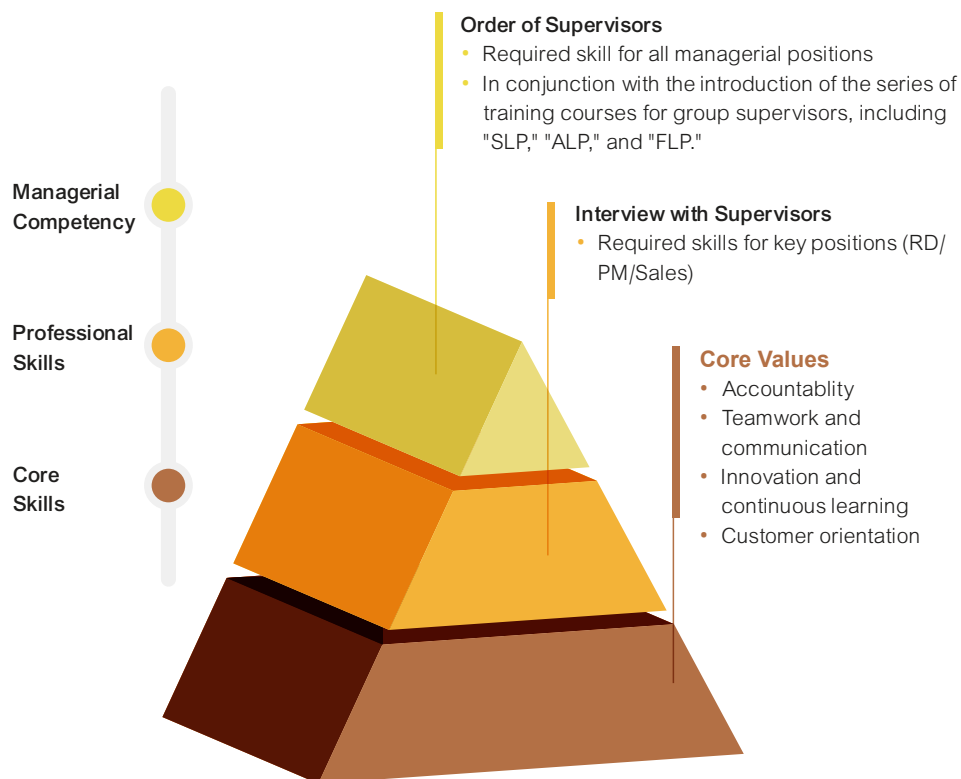 Order of Supervisors
• Required skill for all managerial positions
• In conjunction with the introduction of the series of
training courses for group supervisors, including
"SLP," "ALP," and "FLP."
Managerial
Competency
Interview with Supervisors
• Required skills for key positions (RD/
PM/Sales)
Professional
Skills
Core Values
• Accountablity
• Teamwork and
communication
• Innovation and
continuous learning
• Customer orientation
Core
Skills